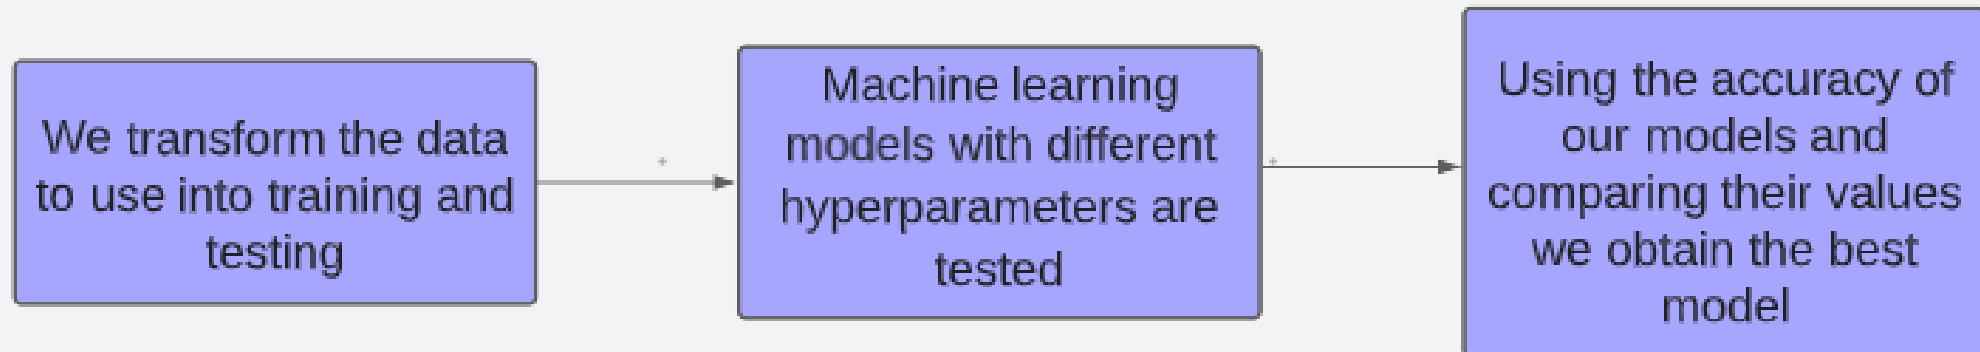 We transform the data
to use into training and
testing
Machine learning
models with different
hyperparameters are
tested
Using the accuracy of
our models and
comparing their values
we obtain the best
model